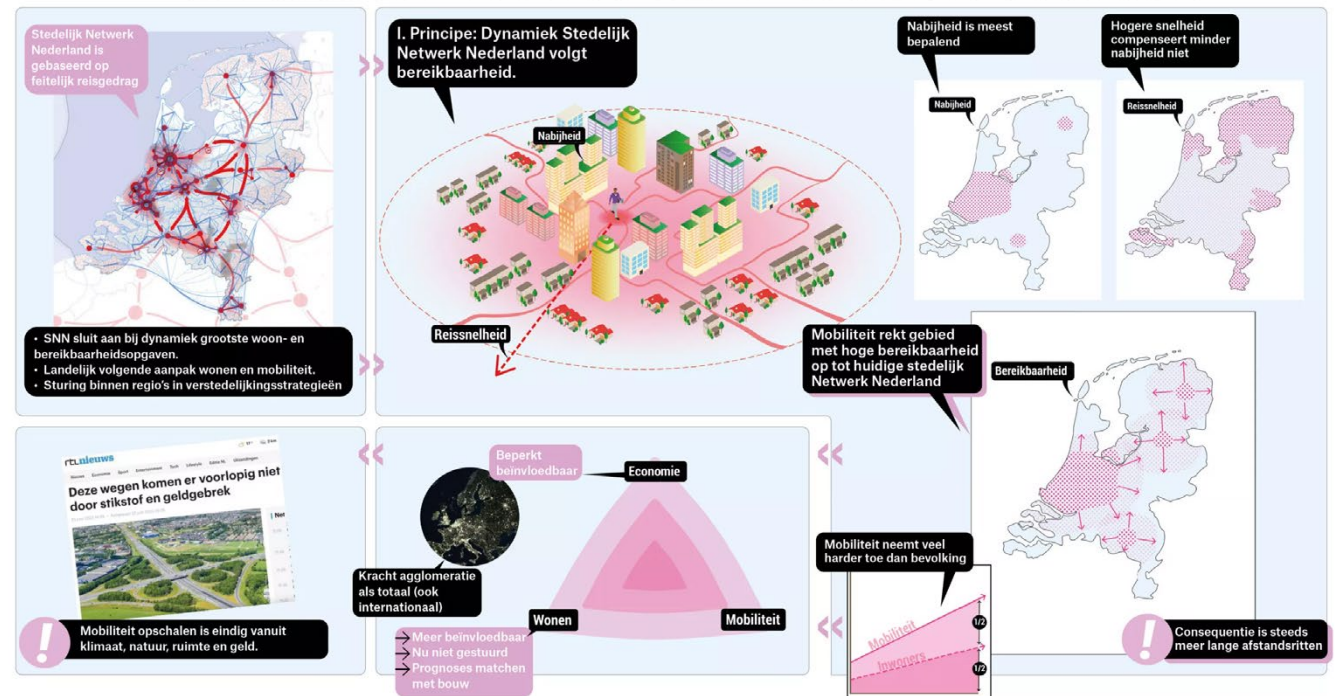 Stedelijk Netwerk
Nederland is
gebaseerd op
feitelijk reisgedrag
• SNN sluit aan bij dynamiek grootste woon- en
bereikbaarheidsopgaven.
• Landelijk volgende aanpak wonen en mobiliteit.
• Sturing binnen regio's in verstedelijkingsstrategieën
I. Principe: Dynamiek Stedelijk
Netwerk Nederland volgt
bereikbaarheid.
Nabijheid
Reissnelheid
Nabijheid is meest
bepalend
Nabijheid
Hogere snelheid
compenseert minder
nabijheid niet
Reissnelheid
Mobiliteit rekt gebied
met hoge bereikbaarheid
op tot huidige stedelijk
Netwerk Nederland
Bereikbaarheid
Consequentie is steeds
meer lange afstandsritten
Mobiliteit neemt veel
harder toe dan bevolking
Mobiliteit
Inwoners
1/2
1/2
Beperkt
beïnvloedbaar
Economie
Kracht agglomeratie
als totaal (ook
internationaal)
Wonen
Mobiliteit
→ Meer beïnvloedbaar
→ Nu niet gestuurd
→ Prognoses matchen
met bouw
rtlnieuws
Nieuws Economie Sport Entertainment Tech Lifestyle
Deze wegen komen er voorlopig niet
door stikstof en geldgebrek
! Mobiliteit opschalen is eindig vanuit
klimaat, natuur, ruimte en geld.